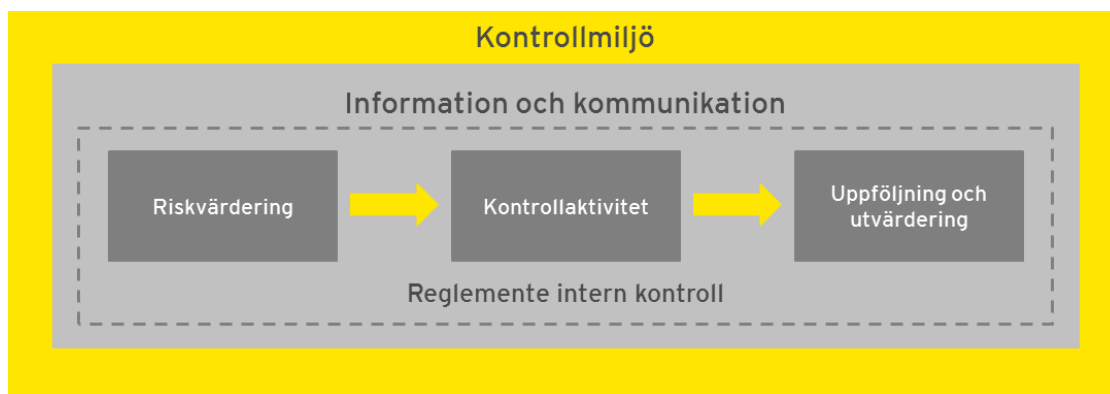 Kontrollmiljö
Information och kommunikation
Riskvärdering
Kontrollaktivitet
Uppföljning och
utvärdering
Reglemente intern kontroll